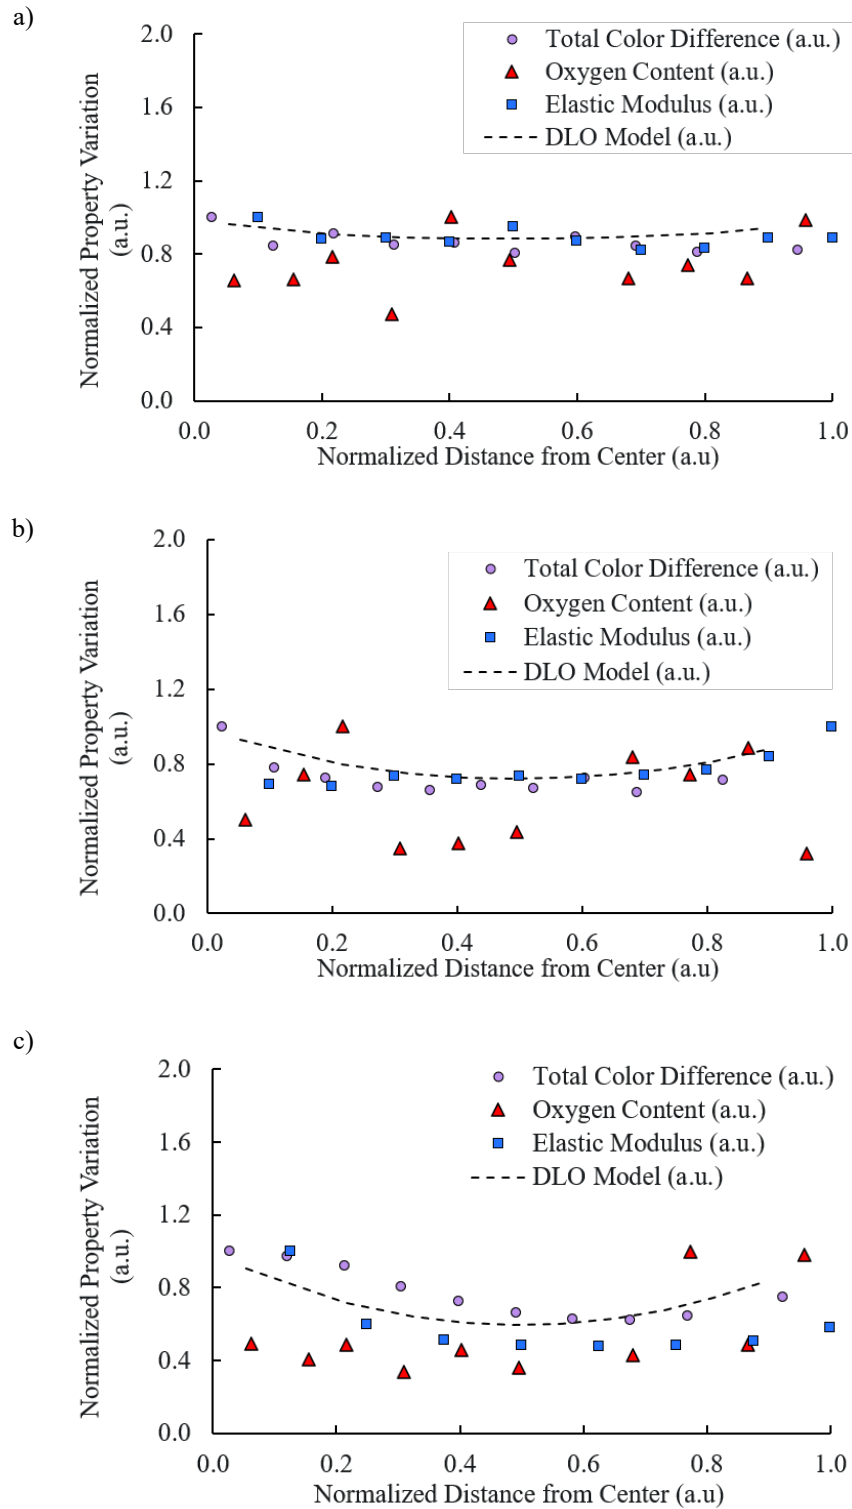 a)
2.0
1.6
1.2
0.8
0.4
0.0
Normalized Property Variation
(a.u.)
Total Color Difference (a.u.)
Oxygen Content (a.u.)
Elastic Modulus (a.u.)
DLO Model (a.u.)
0.0 0.2 0.4 0.6 0.8 1.0
Normalized Distance from Center (a.u)
b)
2.0
1.6
1.2
0.8
0.4
0.0
Normalized Property Variation
(a.u.)
Total Color Difference (a.u.)
Oxygen Content (a.u.)
Elastic Modulus (a.u.)
DLO Model (a.u.)
0.0 0.2 0.4 0.6 0.8 1.0
Normalized Distance from Center (a.u)
c)
2.0
1.6
1.2
0.8
0.4
0.0
Normalized Property Variation
(a.u.)
Total Color Difference (a.u.)
Oxygen Content (a.u.)
Elastic Modulus (a.u.)
DLO Model (a.u.)
0.0 0.2 0.4 0.6 0.8 1.0
Normalized Distance from Center (a.u)